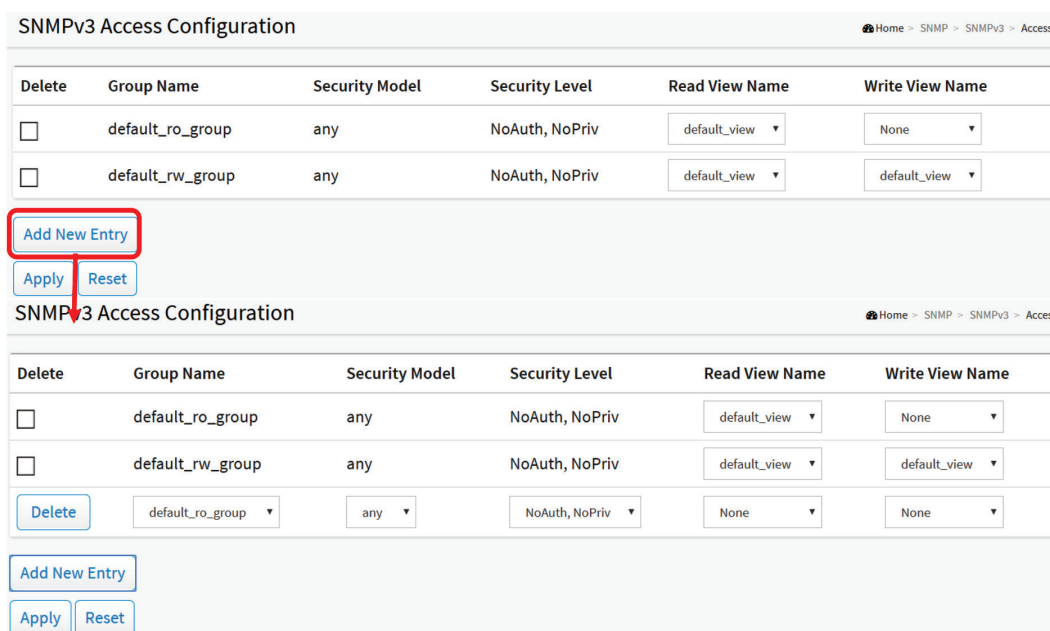 SNMPv3 Access Configuration
Home > SNMP > SNMPv3 > Access
Delete Group Name Security Model Security Level Read View Name Write View Name
default_ro_group any NoAuth, NoPriv default_view None
default_rw_group any NoAuth, NoPriv default_view default_view
Add New Entry
Apply Reset
SNMPv3 Access Configuration
Home > SNMP > SNMPv3 > Acces
Delete Group Name Security Model Security Level Read View Name Write View Name
default_ro_group any NoAuth, NoPriv default_view None
default_rw_group any NoAuth, NoPriv default_view default_view
Delete default_ro_group any NoAuth, NoPriv None None
Add New Entry
Apply Reset